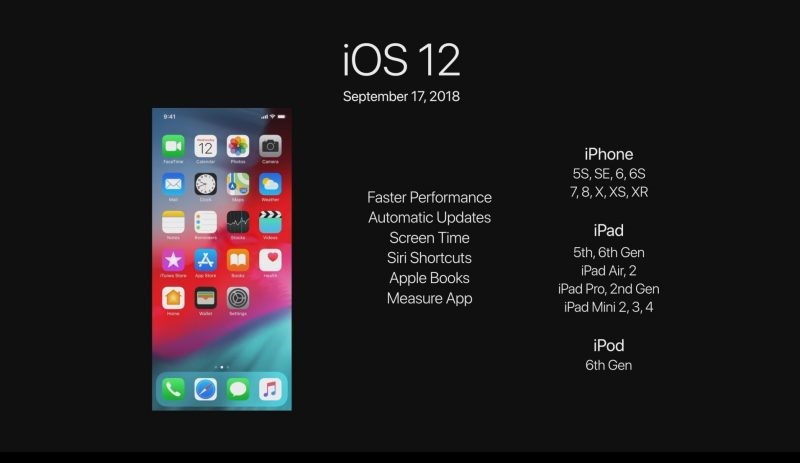 iOS 12
September 17, 2018
9:41
Wednesday
12
FaceTime
Calendar
Photos
Camera
Mail
Clock
Maps
Weather
Notes
Reminders
Stocks
Videos
iTunes Store
App Store
Books
Health
Home
Wallet
Settings
Faster Performance
Automatic Updates
Screen Time
Siri Shortcuts
Apple Books
Measure App
iPhone
5S, SE, 6, 6S
7, 8, X, XS, XR
iPad
5th, 6th Gen
iPad Air, 2
iPad Pro, 2nd Gen
iPad Mini 2, 3, 4
iPod
6th Gen